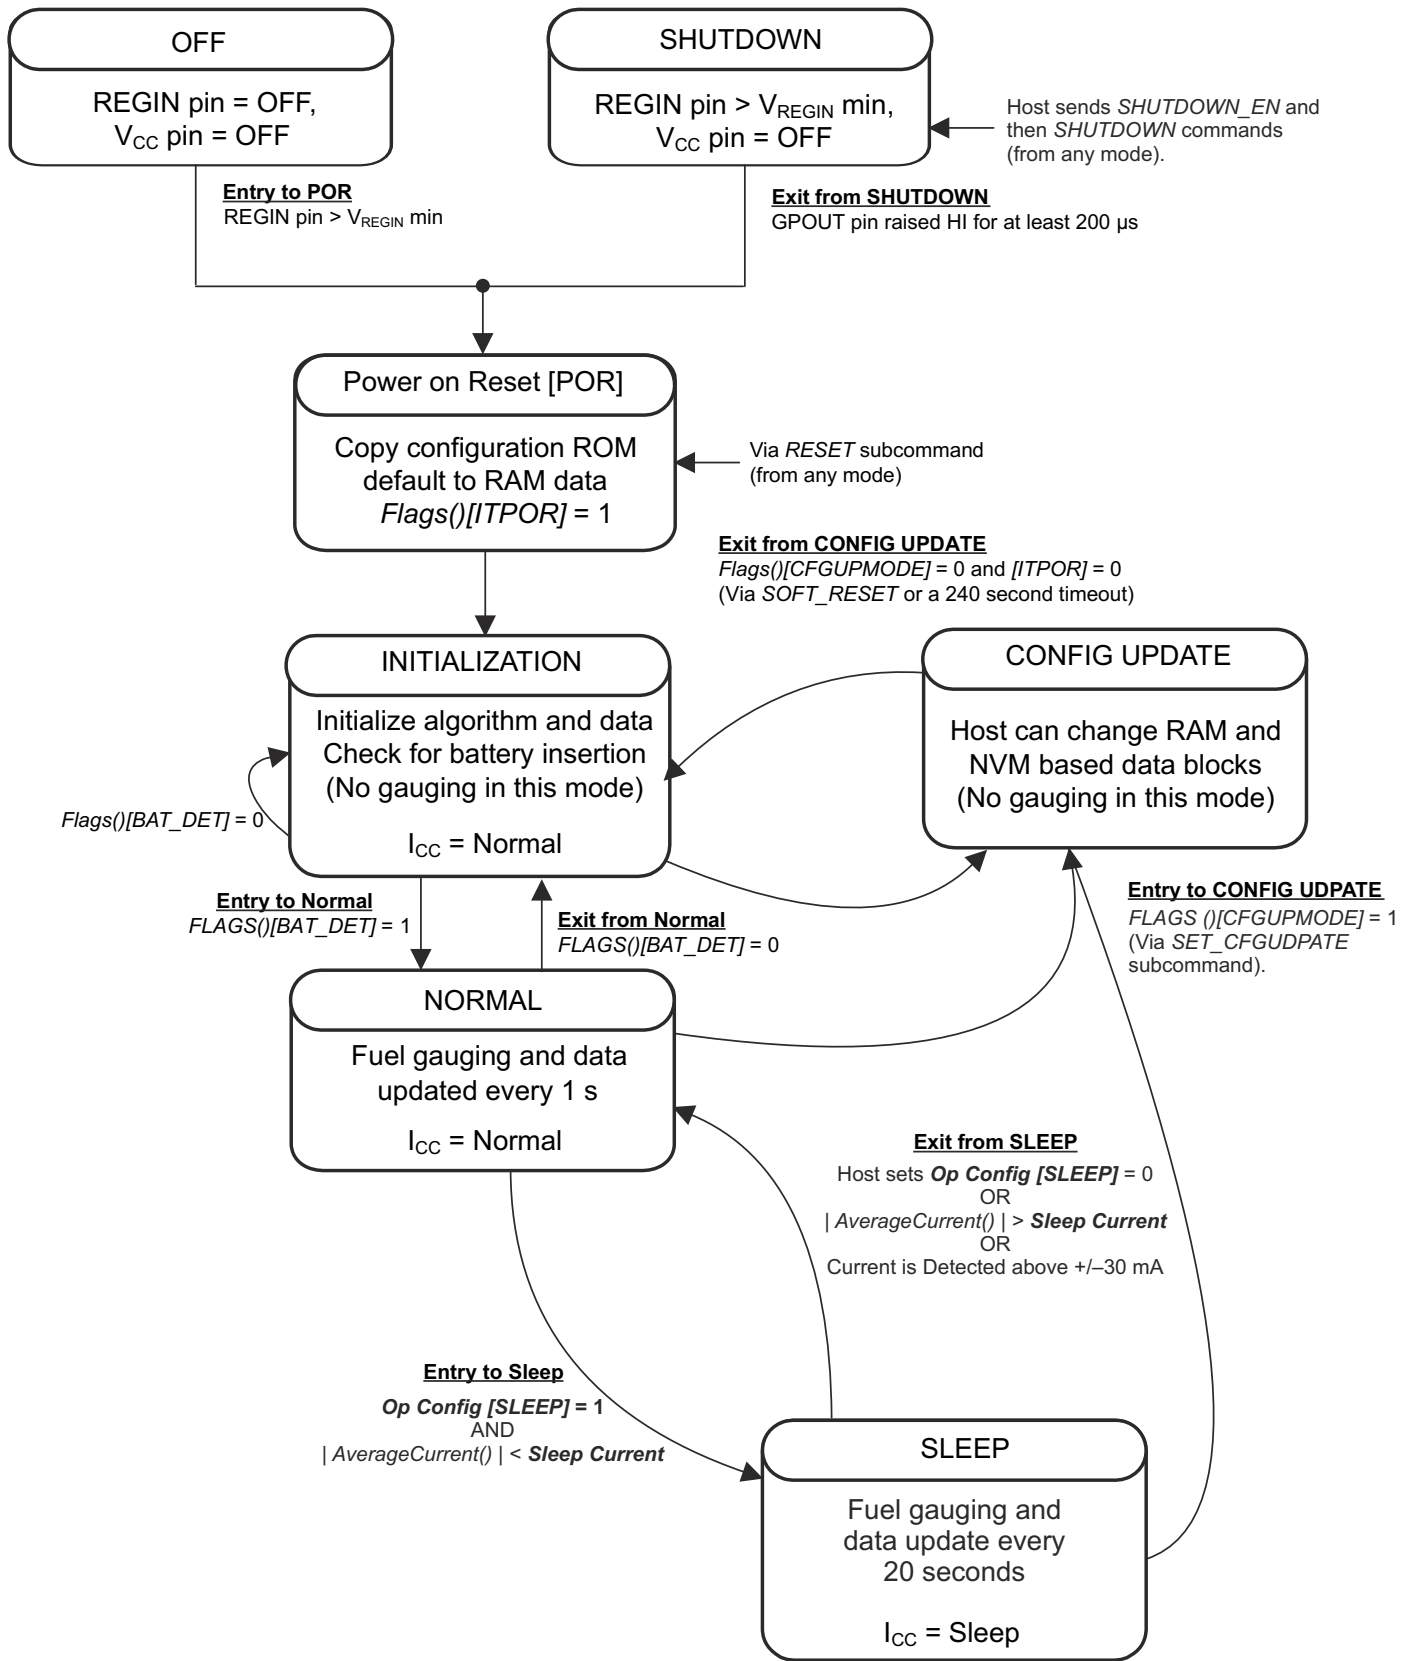 OFF
REGIN pin = OFF,
VCC pin = OFF
SHUTDOWN
REGIN pin > VREGIN min,
VCC pin = OFF
Host sends SHUTDOWN_EN and
then SHUTDOWN commands
(from any mode).
Entry to POR
REGIN pin > VREGIN min
Exit from SHUTDOWN
GPOUT pin raised HI for at least 200 µs
Power on Reset [POR]
Copy configuration ROM
default to RAM data
Flags()[ITPOR] = 1
Via RESET subcommand
(from any mode)
Exit from CONFIG UPDATE
Flags()[CFGUPMODE] = 0 and [ITPOR] = 0
(Via SOFT_RESET or a 240 second timeout)
INITIALIZATION
Initialize algorithm and data
Check for battery insertion
(No gauging in this mode)
ICC = Normal
CONFIG UPDATE
Host can change RAM and
NVM based data blocks
(No gauging in this mode)
Flags()[BAT_DET] = 0
Entry to Normal
FLAGS()[BAT_DET] = 1
Exit from Normal
FLAGS()[BAT_DET] = 0
Entry to CONFIG UDPATE
FLAGS ()[CFGUPMODE] = 1
(Via SET_CFGUDPATE
subcommand).
NORMAL
Fuel gauging and data
updated every 1 s
ICC = Normal
Exit from SLEEP
Host sets Op Config [SLEEP] = 0
OR
| AverageCurrent() | > Sleep Current
OR
Current is Detected above +/–30 mA
Entry to Sleep
Op Config [SLEEP] = 1
AND
| AverageCurrent() | < Sleep Current
SLEEP
Fuel gauging and
data update every
20 seconds
ICC = Sleep